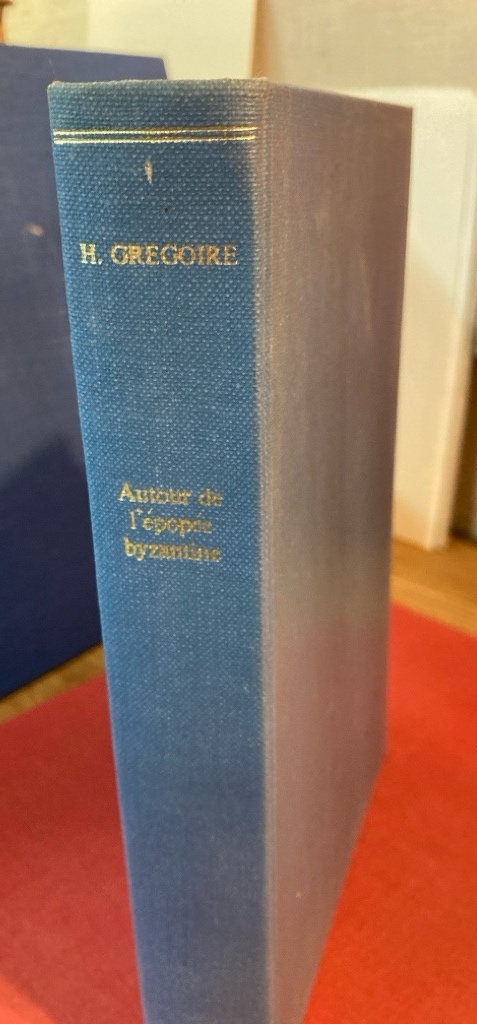 H. GREGOIRE
Autour de
l'épopée
byzantine